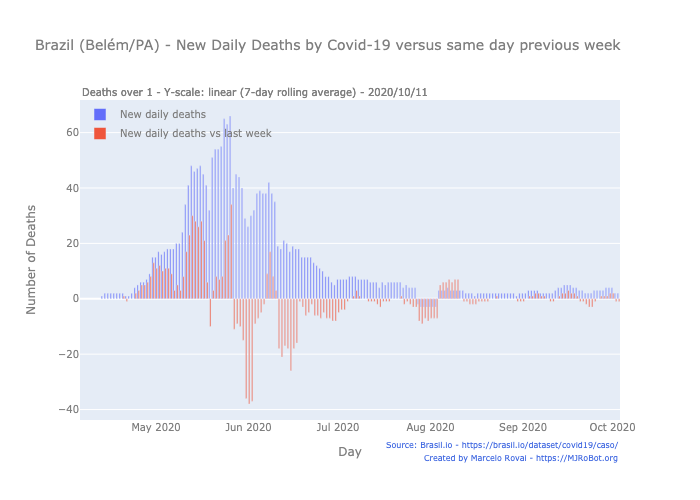 Brazil (Belém/PA) - New Daily Deaths by Covid-19 versus same day previous week
Deaths over 1 - Y-scale: linear (7-day rolling average) - 2020/10/11
New daily deaths
New daily deaths vs last week
60
40
20
0
−20
−40
Number of Deaths
May 2020
Jun 2020
Jul 2020
Aug 2020
Sep 2020
Oct 2020
Day
Source: Brasil.io - https://brasil.io/dataset/covid19/caso/
Created by Marcelo Rovai - https://MJRoBot.org